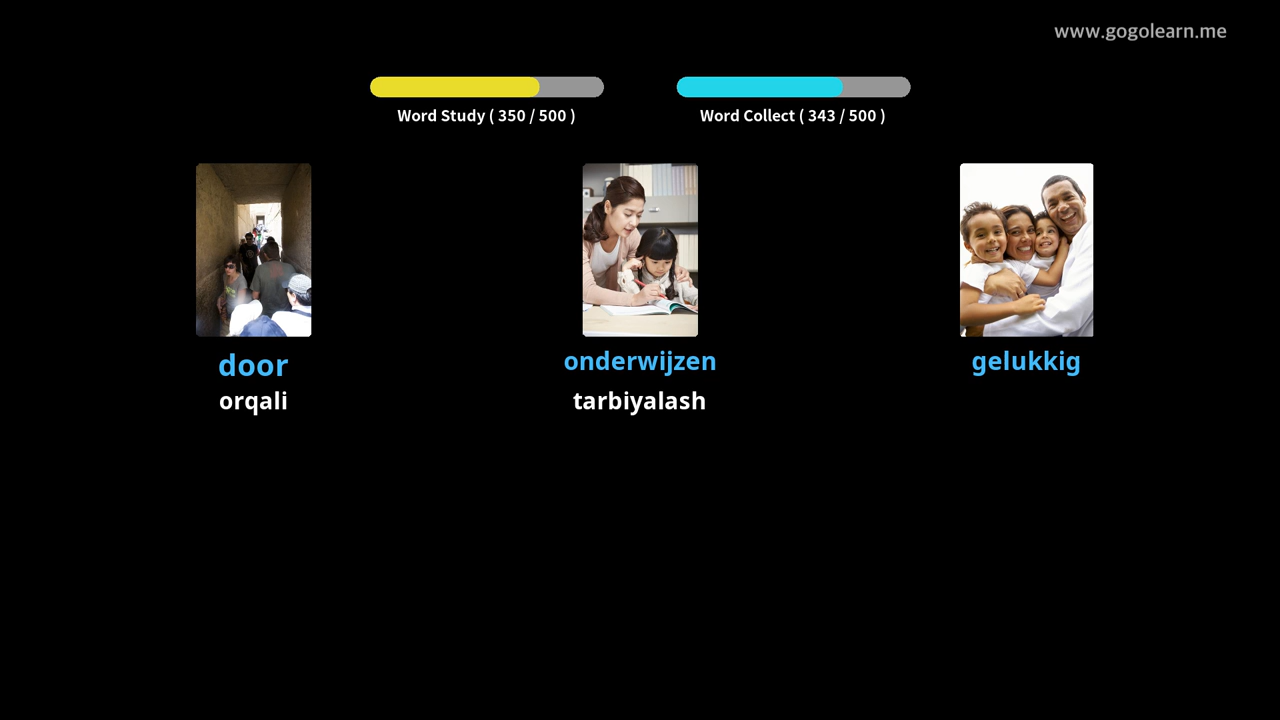 www.gogolearn.me
Word Study ( 350 / 500 )
Word Collect ( 343 / 500 )
door
onderwijzen
gelukkig
orqali
tarbiyalash